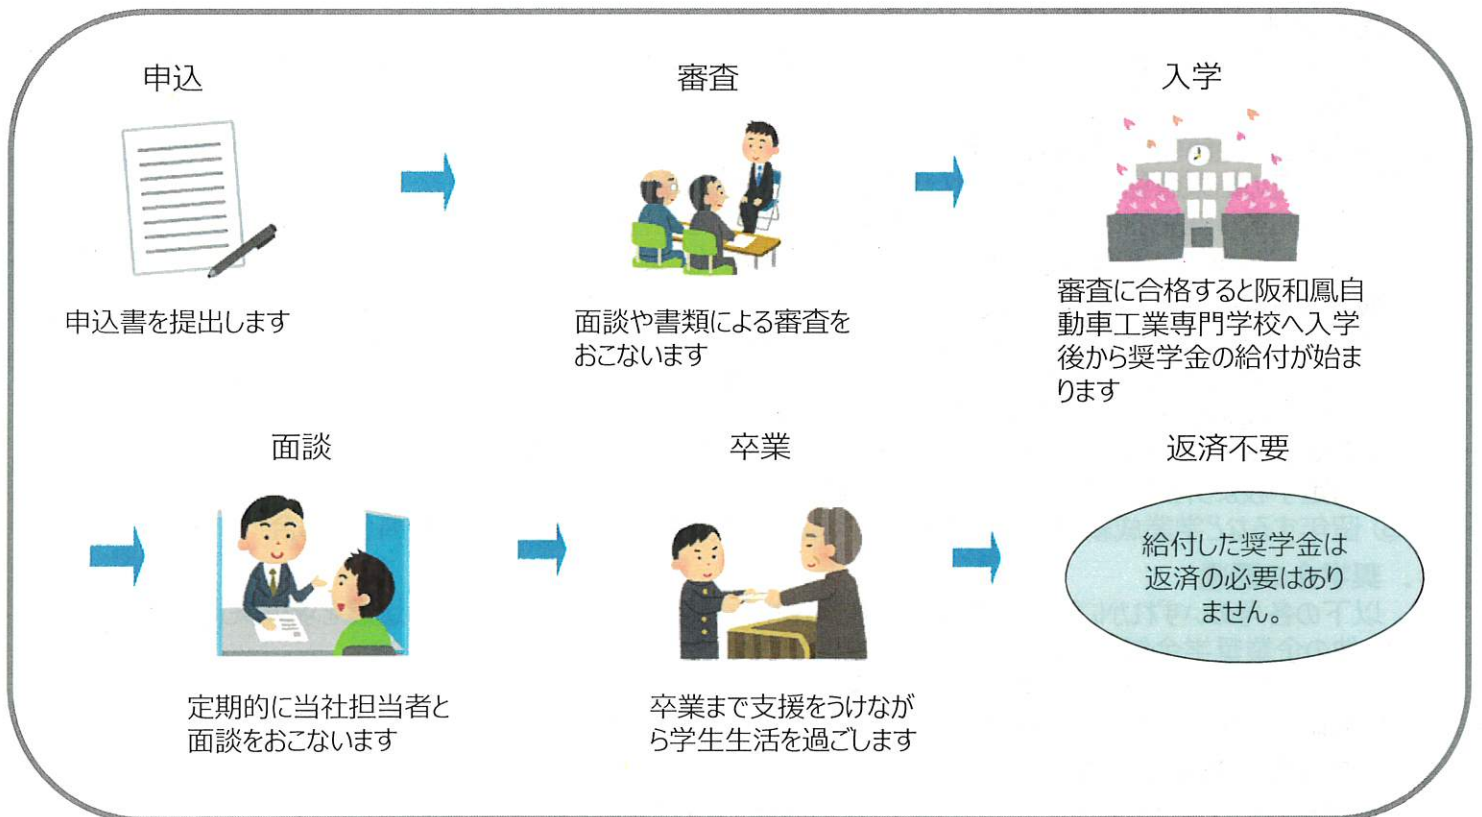 申込
審査
入学
申込書を提出します
面談や書類による審査を
おこないます
審査に合格すると阪和鳳自
動車工業専門学校へ入学
後から奨学金の給付が始ま
ります
面談
卒業
返済不要
給付した奨学金は
返済の必要はあり
ません。
定期的に当社担当者と
面談をおこないます
卒業まで支援をうけなが
ら学生生活を過ごします